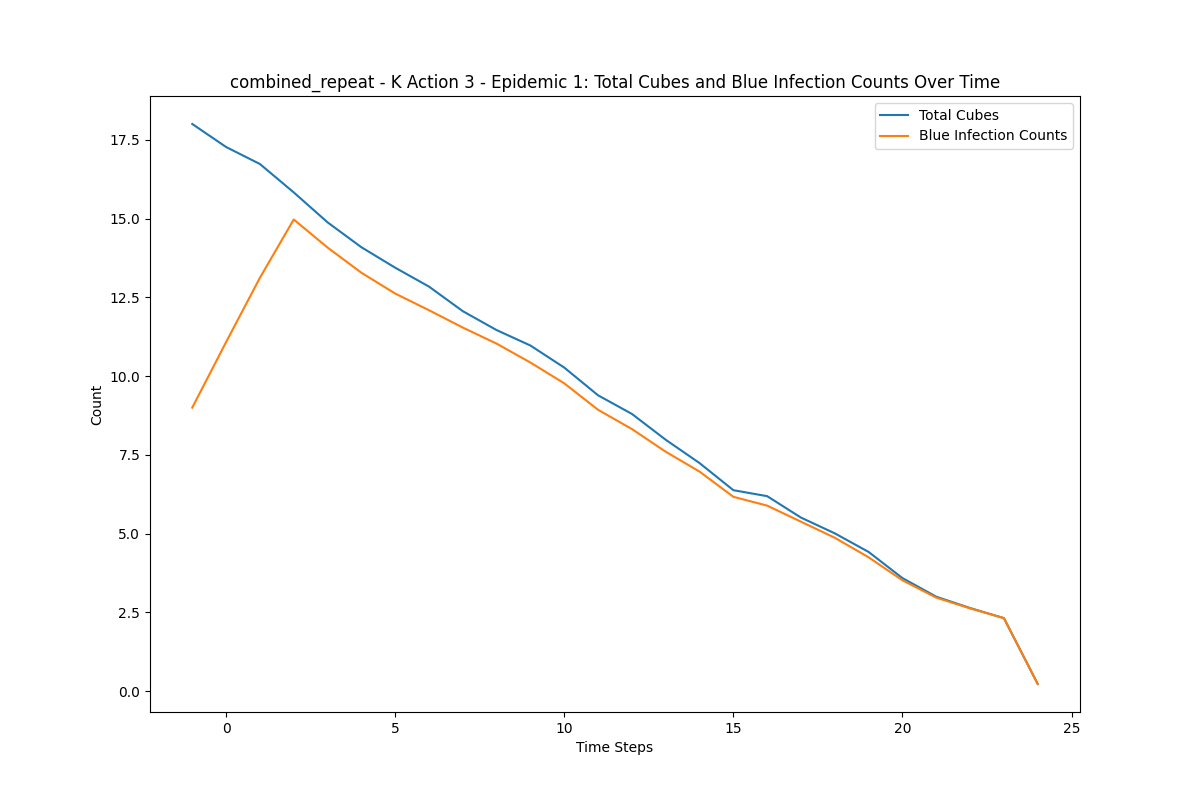 combined_repeat - K Action 3 - Epidemic 1: Total Cubes and Blue Infection Counts Over Time
Total Cubes
Blue Infection Counts
17.5
15.0
12.5
10.0
7.5
5.0
2.5
0.0
Count
0 5 10 15 20 25
Time Steps